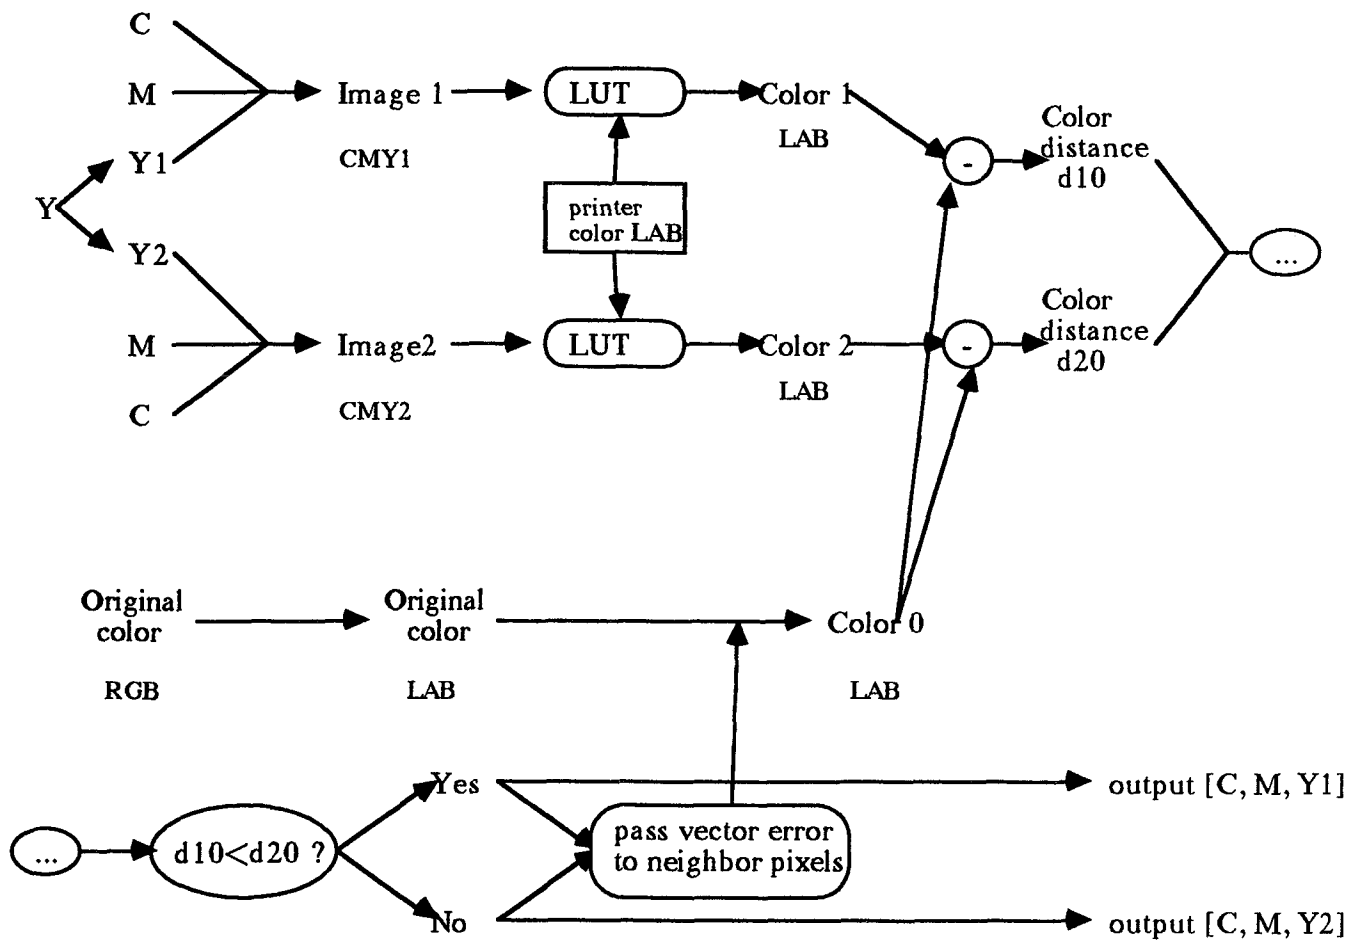 C
M
Y1
Y
Y2
M
C
Image 1
CMY1
LUT
printer
color LAB
Image2
CMY2
LUT
Color 1
LAB
Color 2
LAB
-
-
Color
distance
d10
Color
distance
d20
...
Original
color
RGB
Original
color
LAB
Color 0
LAB
...
d10<d20 ?
Yes
No
pass vector error
to neighbor pixels
output [C, M, Y1]
output [C, M, Y2]